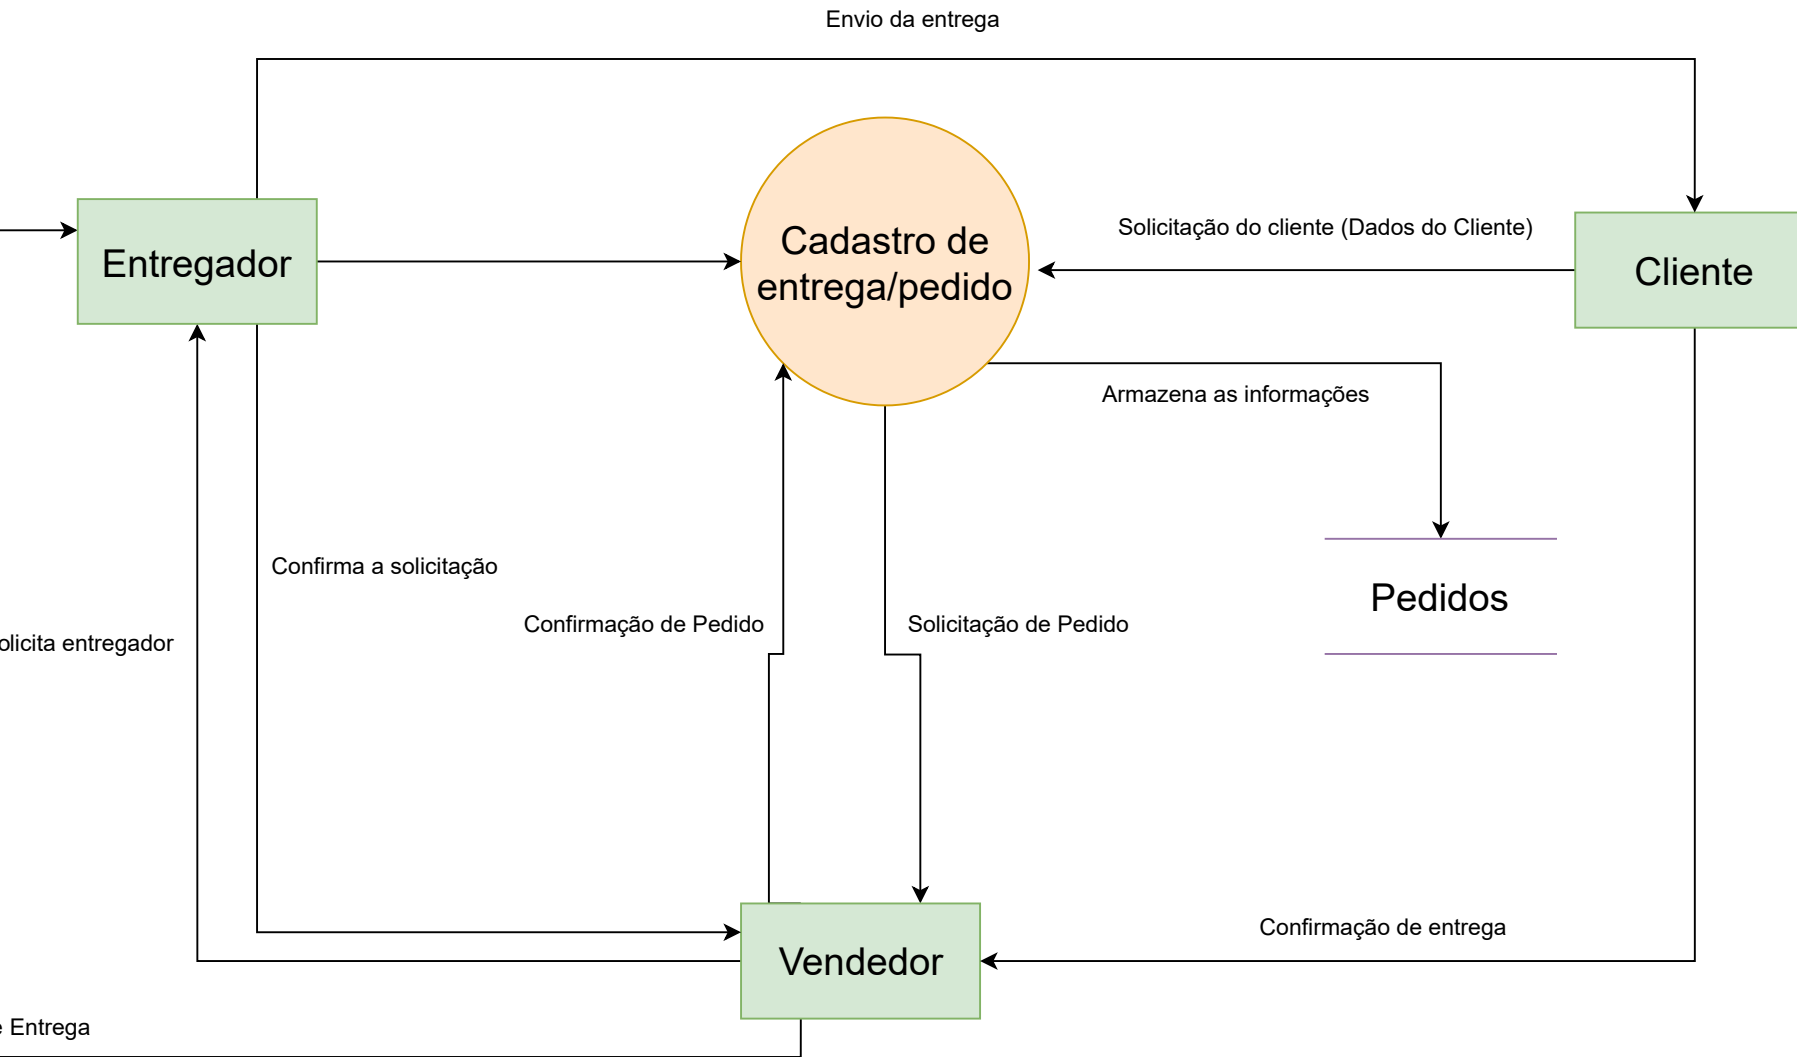 Envio da entrega
Entregador
Cadastro de
entrega/pedido
Solicitação do cliente (Dados do Cliente)
Cliente
Armazena as informações
Confirma a solicitação
Pedidos
Confirmação de Pedido
Solicitação de Pedido
entregador
Confirmação de entrega
Vendedor
Entrega